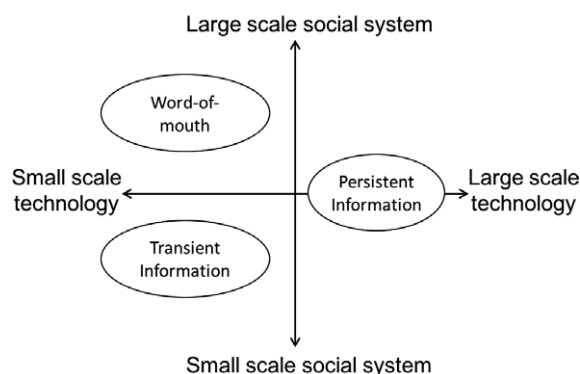 Large scale social system
Word-of-
mouth
Small scale
technology
Persistent
Information
Large scale
technology
Transient
Information
Small scale social system